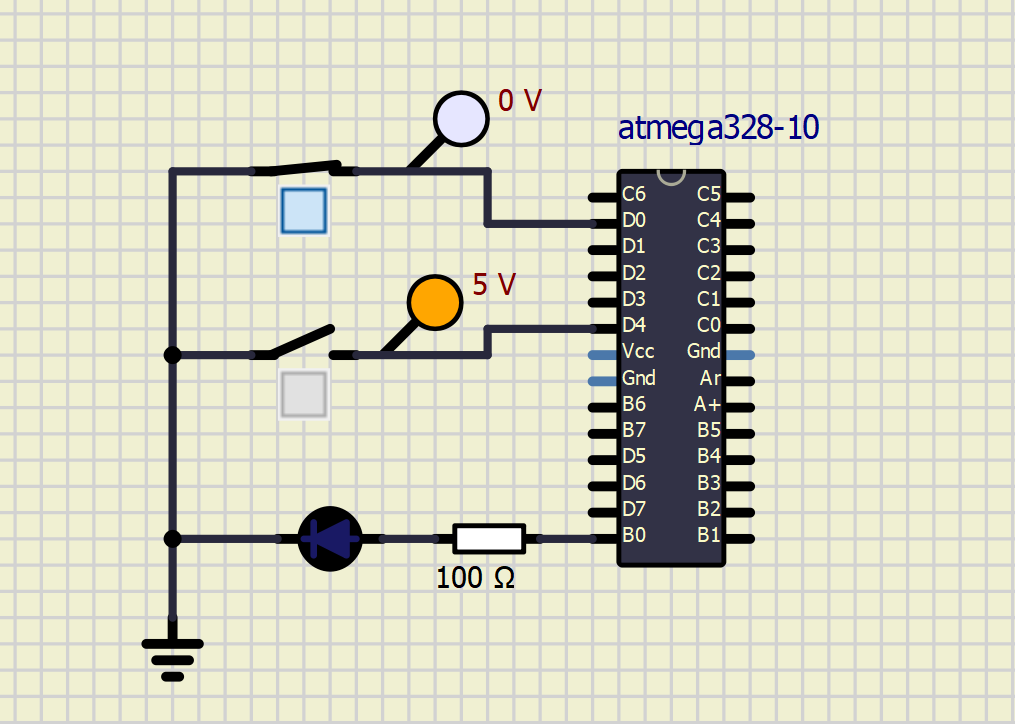 0 V
atmega328-10
C6 C5
D0 C4
D1 C3
D2 C2
5 V
D3 C1
D4 C0
Vcc Gnd
Gnd Ar
B6 A+
B7 B5
D5 B4
D6 B3
D7 B2
B0 B1
100 Ω